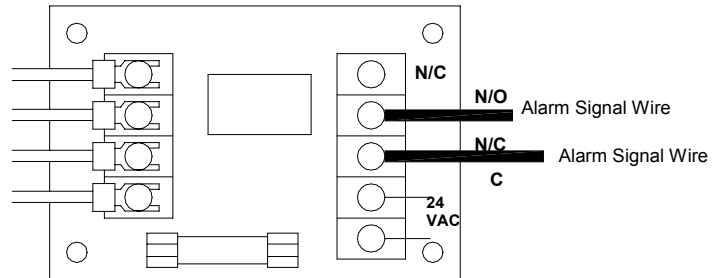 N/C
N/O
Alarm Signal Wire
N/C
Alarm Signal Wire
C
24
VAC